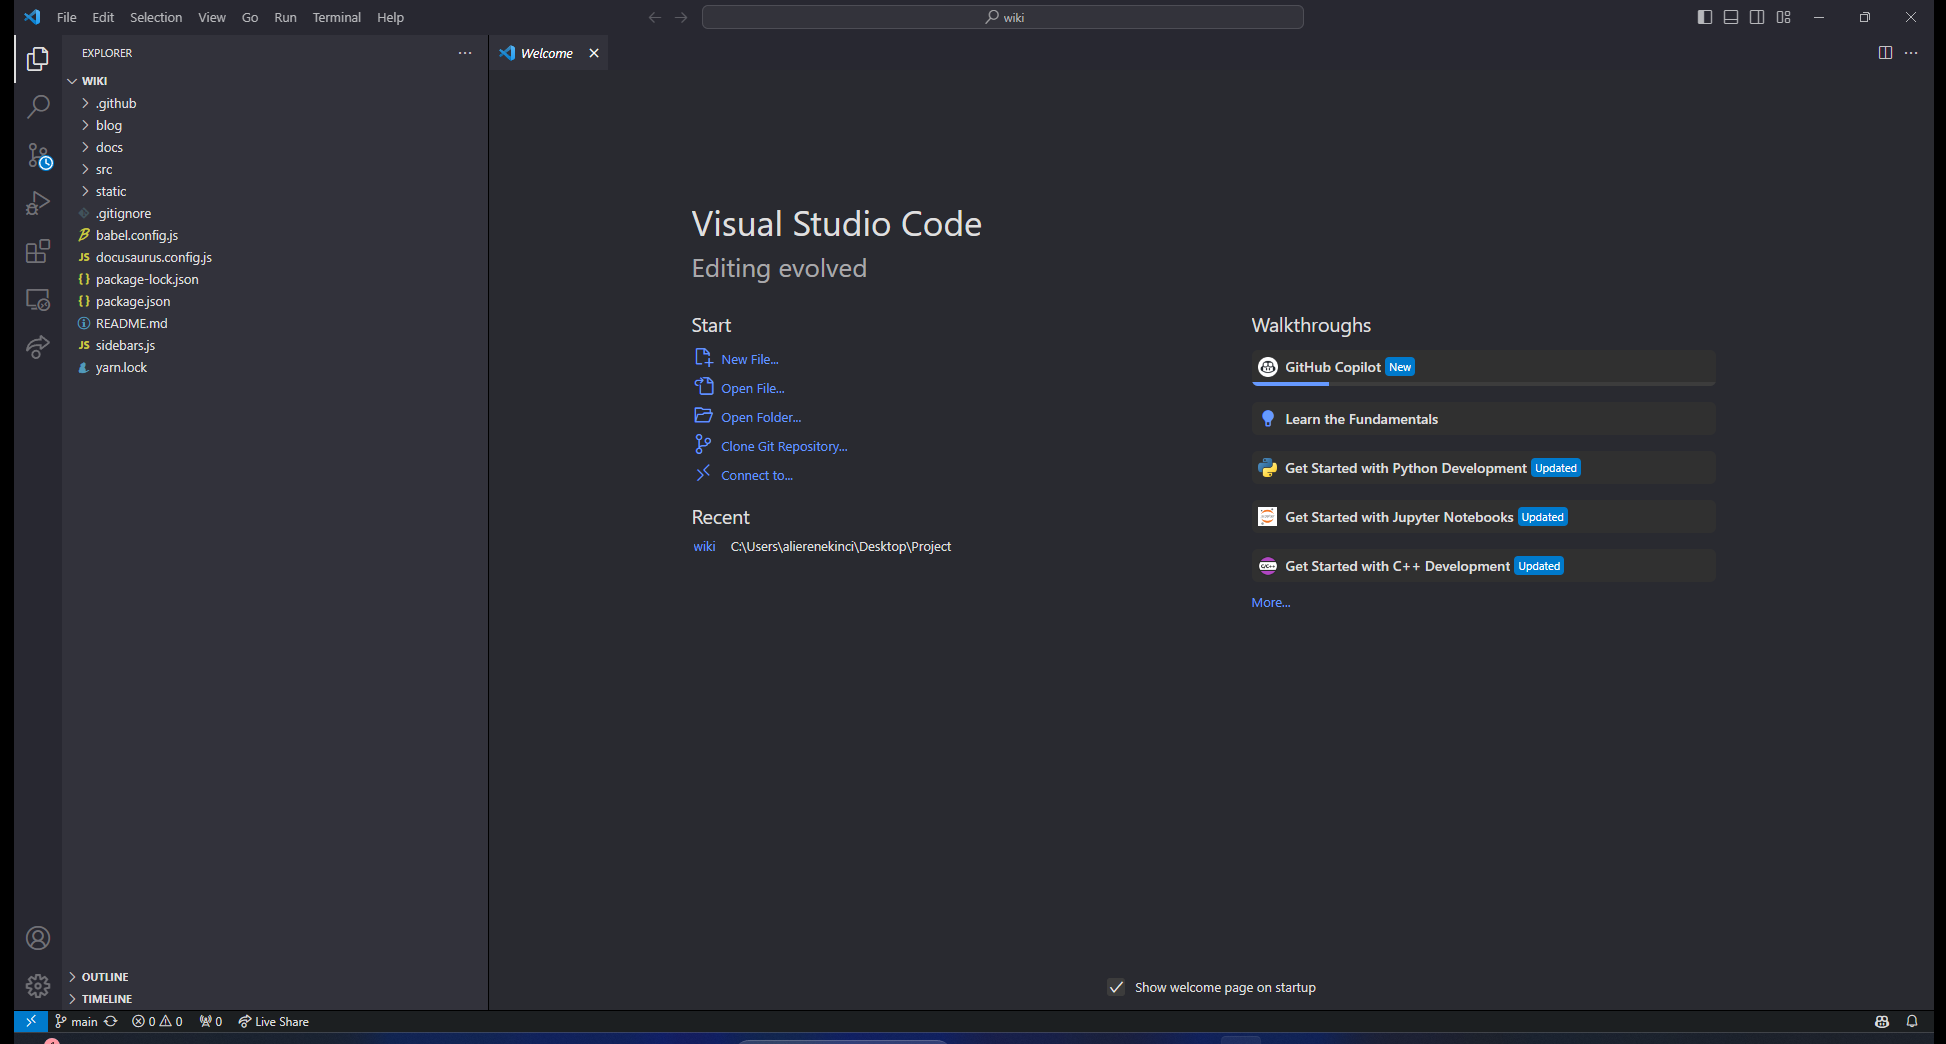 File Edit Selection View Go Run Terminal Help
wiki
EXPLORER
Welcome
WIKI
.github
blog
docs
src
static
.gitignore
babel.config.js
docusaurus.config.js
package-lock.json
package.json
README.md
sidebars.js
yarn.lock
OUTLINE
TIMELINE
Visual Studio Code
Editing evolved
Start
New File...
Open File...
Open Folder...
Clone Git Repository...
Connect to...
Recent
wiki C:\Users\alierenekinci\Desktop\Project
Walkthroughs
GitHub Copilot New
Learn the Fundamentals
Get Started with Python Development Updated
Get Started with Jupyter Notebooks Updated
Get Started with C++ Development Updated
More...
Show welcome page on startup
main 0 0 0 Live Share